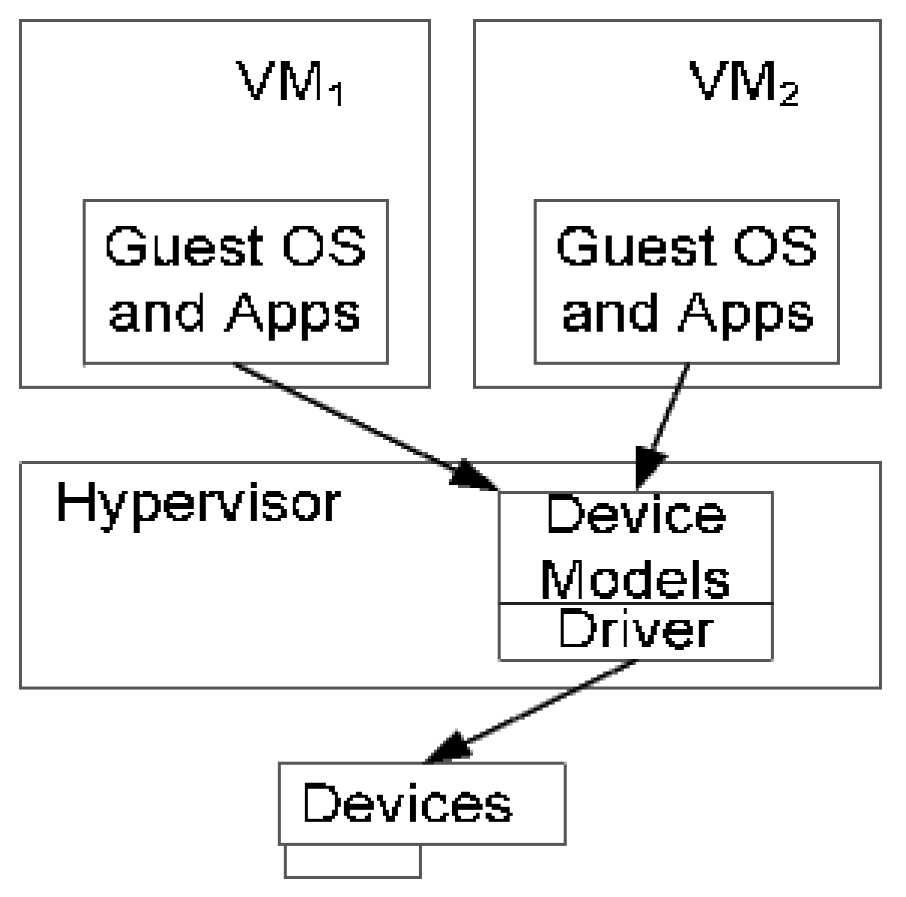 VM₁
VM₂
Guest OS
and Apps
Guest OS
and Apps
Hypervisor
Device
Models
Driver
Devices